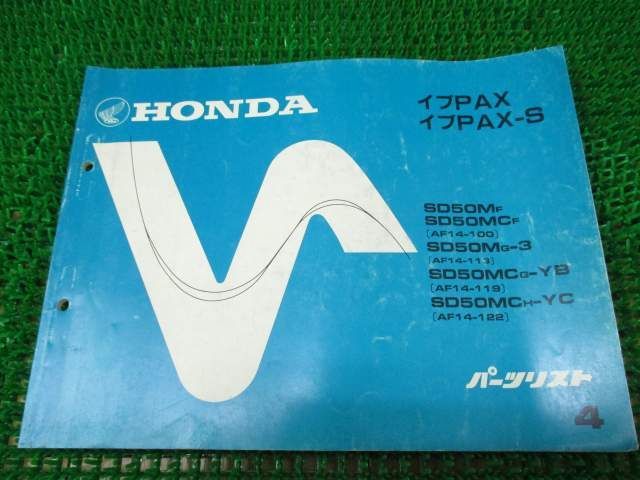 HONDA
イブPAX
イブPAX-S
SD50MF
SD50MCF
[AF14-100]
SD50MG-3
[AF14-113]
SD50MCG-YB
[AF14-119]
SD50MCH-YC
[AF14-122]
パーツリスト
4